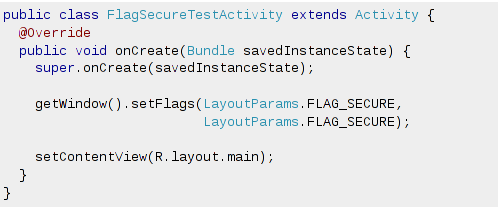 public class FlagSecureTestActivity extends Activity {
  @Override
  public void onCreate(Bundle savedInstanceState) {
    super.onCreate(savedInstanceState);

    getWindow().setFlags(LayoutParams.FLAG_SECURE,
                         LayoutParams.FLAG_SECURE);

    setContentView(R.layout.main);
  }
}